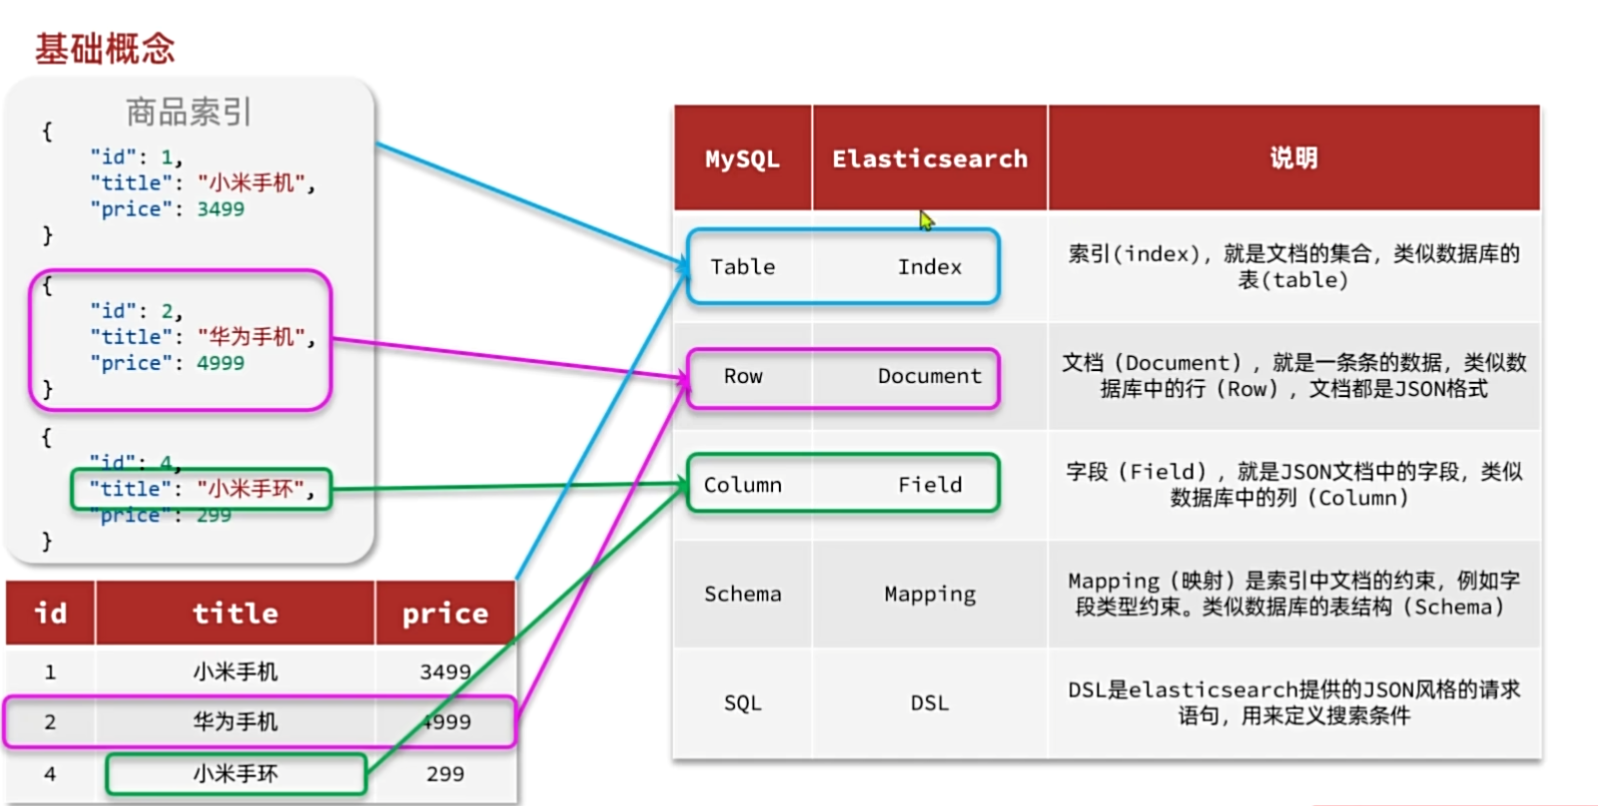 基础概念
商品索引
{
"id": 1,
"title": "小米手机",
"price": 3499
}
{
"id": 2,
"title": "华为手机",
"price": 4999
}
{
"id": 4,
"title": "小米手环",
"price": 299
}
id title price
1 小米手机 3499
2 华为手机 4999
4 小米手环 299
MySQL Elasticsearch 说明
Table Index 索引(index)，就是文档的集合，类似数据库的
表(table)
Row Document 文档（Document），就是一条条的数据，类似数
据库中的行（Row），文档都是JSON格式
Column Field 字段（Field），就是JSON文档中的字段，类似
数据库中的列（Column）
Schema Mapping Mapping（映射）是索引中文档的约束，例如字
段类型约束。类似数据库的表结构（Schema）
SQL DSL DSL是elasticsearch提供的JSON风格的请求
语句，用来定义搜索条件